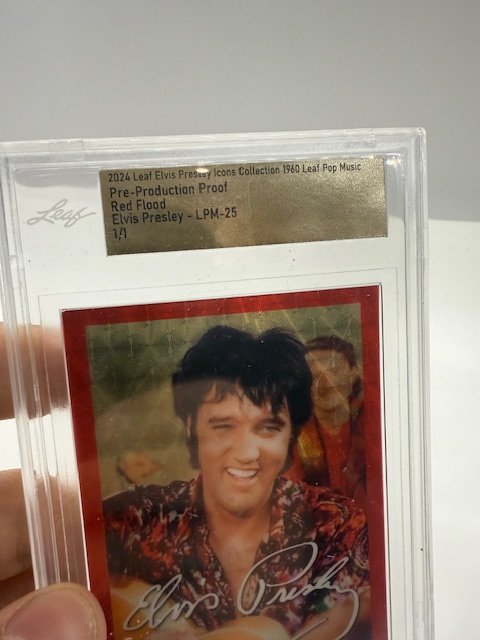 2024 Leaf Elvis Presley Icons Collection 1960 Leaf Pop Music
Pre-Production Proof
Red Flood
Elvis Presley - LPM-25
1/1
Leaf
Elvis Presley